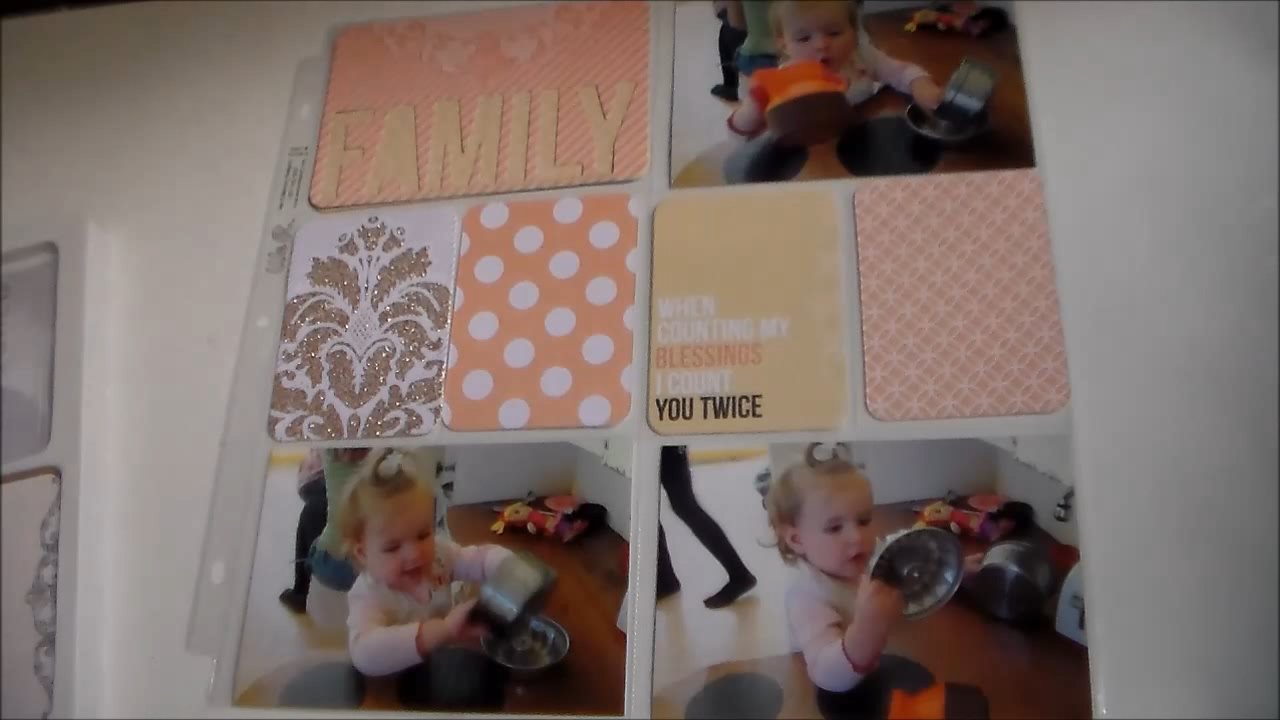 FAMILY
WHEN
COUNTING MY
BLESSINGS
I COUNT
YOU TWICE